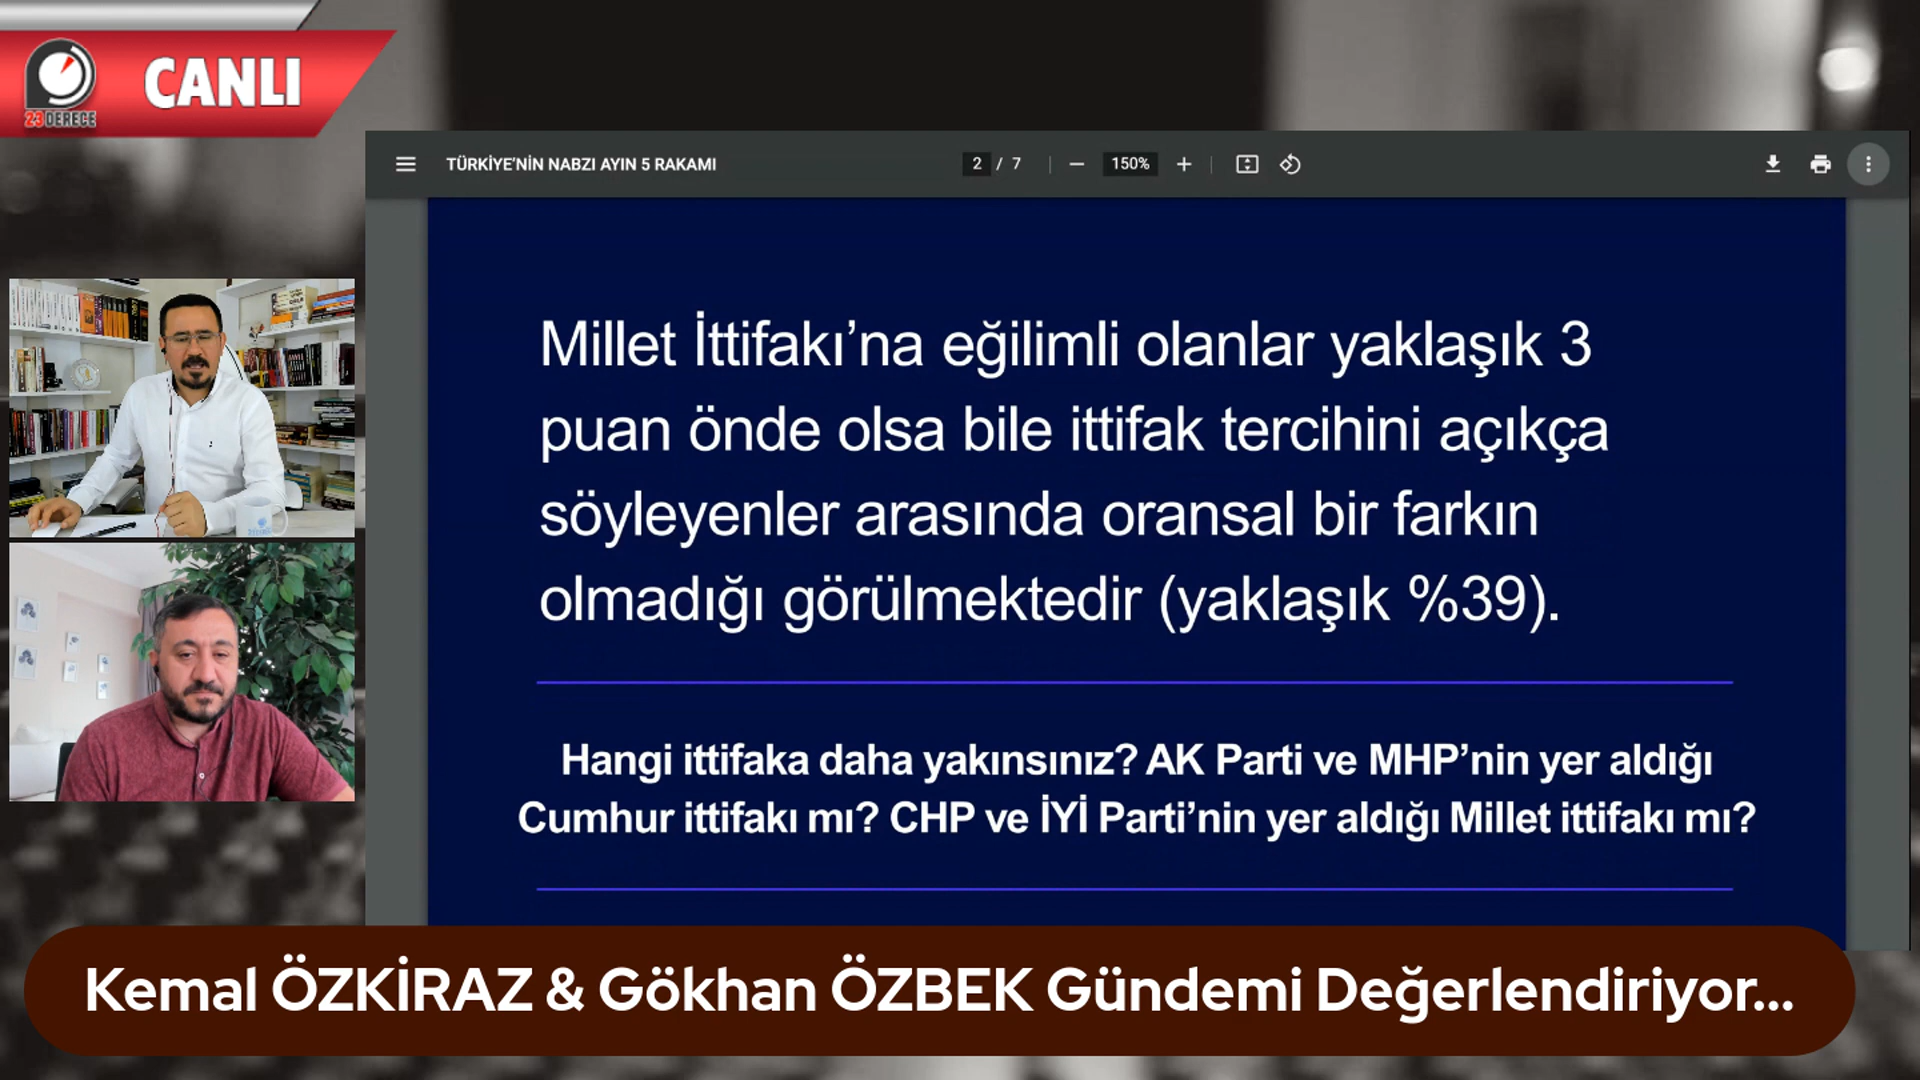 CANLI
23DERECE
TÜRKİYE'NİN NABZI AYIN 5 RAKAMI
2 / 7
150%
Millet İttifakı’na eğilimli olanlar yaklaşık 3
puan önde olsa bile ittifak tercihini açıkça
söyleyenler arasında oransal bir farkın
olmadığı görülmektedir (yaklaşık %39).
Hangi ittifaka daha yakınsınız? AK Parti ve MHP’nin yer aldığı
Cumhur ittifakı mı? CHP ve İYİ Parti’nin yer aldığı Millet ittifakı mı?
Kemal ÖZKİRAZ & Gökhan ÖZBEK Gündemi Değerlendiriyor...